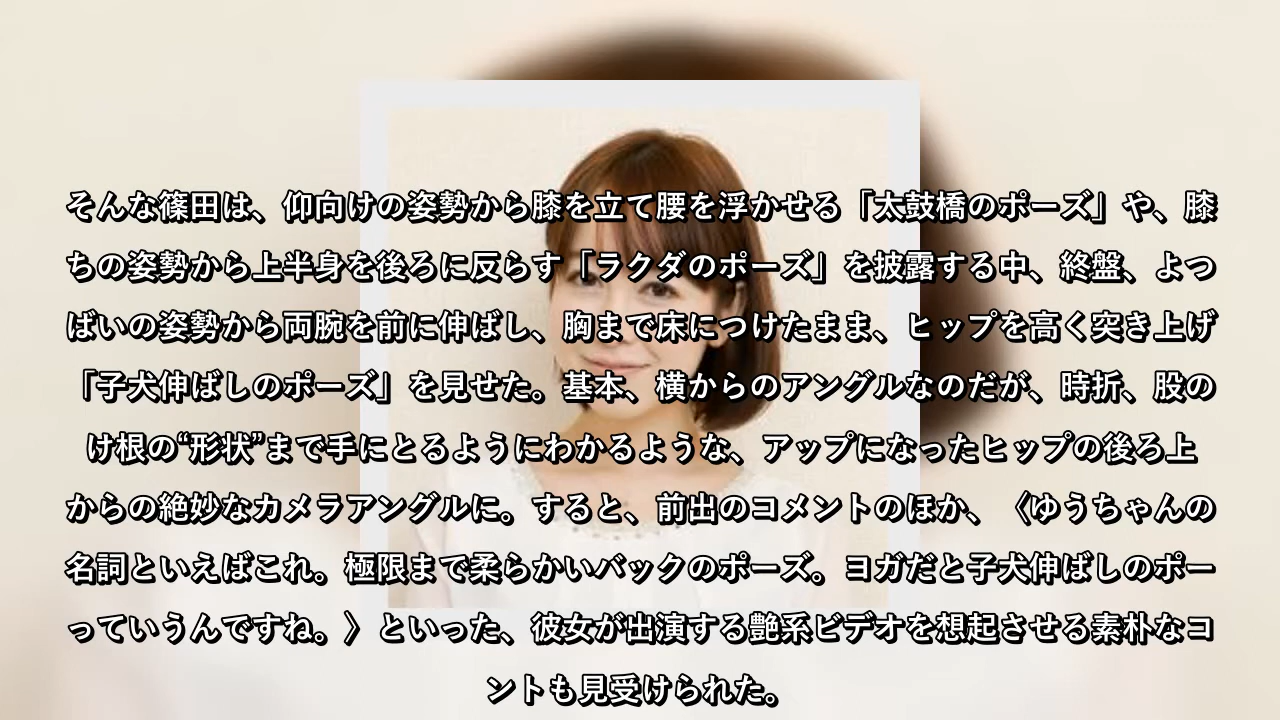 そんな篠田は、仰向けの姿勢から膝を立て腰を浮かせる「太鼓橋のポーズ」や、膝
ちの姿勢から上半身を後ろに反らす「ラクダのポーズ」を披露する中、終盤、よつ
ばいの姿勢から両腕を前に伸ばし、胸まで床につけたまま、ヒップを高く突き上げ
「子犬伸ばしのポーズ」を見せた。基本、横からのアングルなのだが、時折、股の
け根の“形状”まで手にとるようにわかるような、アップになったヒップの後ろ上
からの絶妙なカメラアングルに。すると、前出のコメントのほか、〈ゆうちゃんの
名詞といえばこれ。極限まで柔らかいバックのポーズ。ヨガだと子犬伸ばしのポー
っていうんですね。〉といった、彼女が出演する艶系ビデオを想起させる素朴なコ
ントも見受けられた。